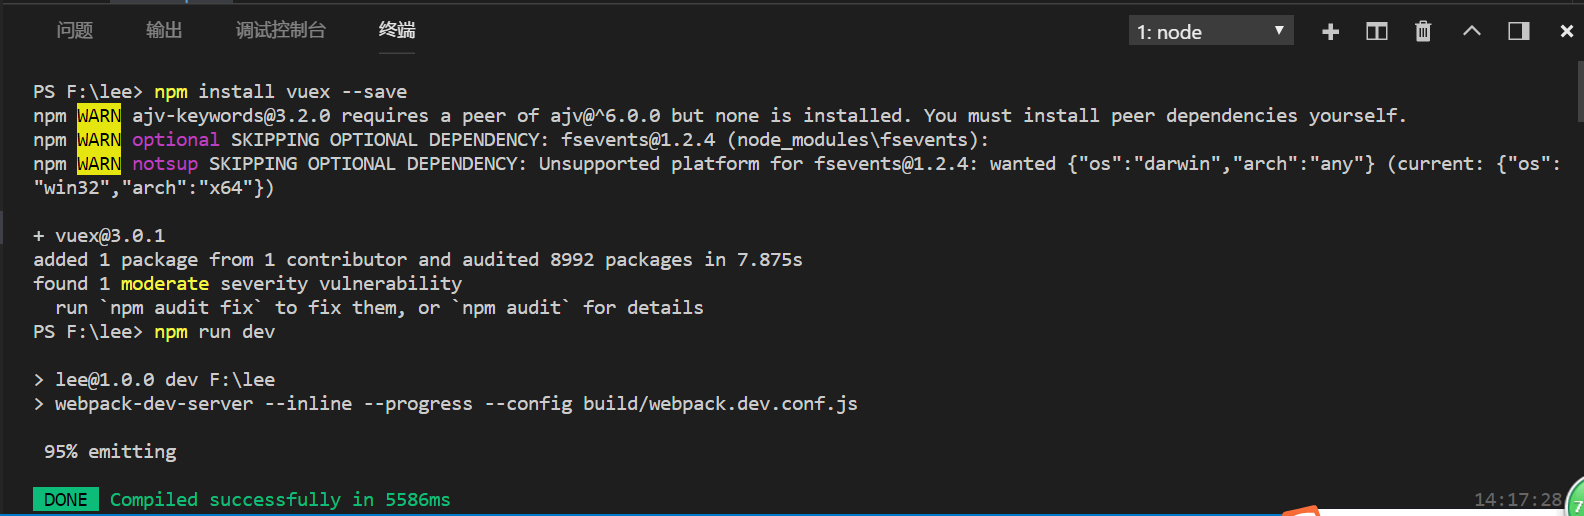 问题 输出 调试控制台 终端 1: node
PS F:\lee> npm install vuex --save
npm WARN ajv-keywords@3.2.0 requires a peer of ajv@^6.0.0 but none is installed. You must install peer dependencies yourself.
npm WARN optional SKIPPING OPTIONAL DEPENDENCY: fsevents@1.2.4 (node_modules\fsevents):
npm WARN notsup SKIPPING OPTIONAL DEPENDENCY: Unsupported platform for fsevents@1.2.4: wanted {"os":"darwin","arch":"any"} (current: {"os":
"win32","arch":"x64"})
+ vuex@3.0.1
added 1 package from 1 contributor and audited 8992 packages in 7.875s
found 1 moderate severity vulnerability
run `npm audit fix` to fix them, or `npm audit` for details
PS F:\lee> npm run dev
> lee@1.0.0 dev F:\lee
> webpack-dev-server --inline --progress --config build/webpack.dev.conf.js
95% emitting
DONE Compiled successfully in 5586ms 14:17:28
7